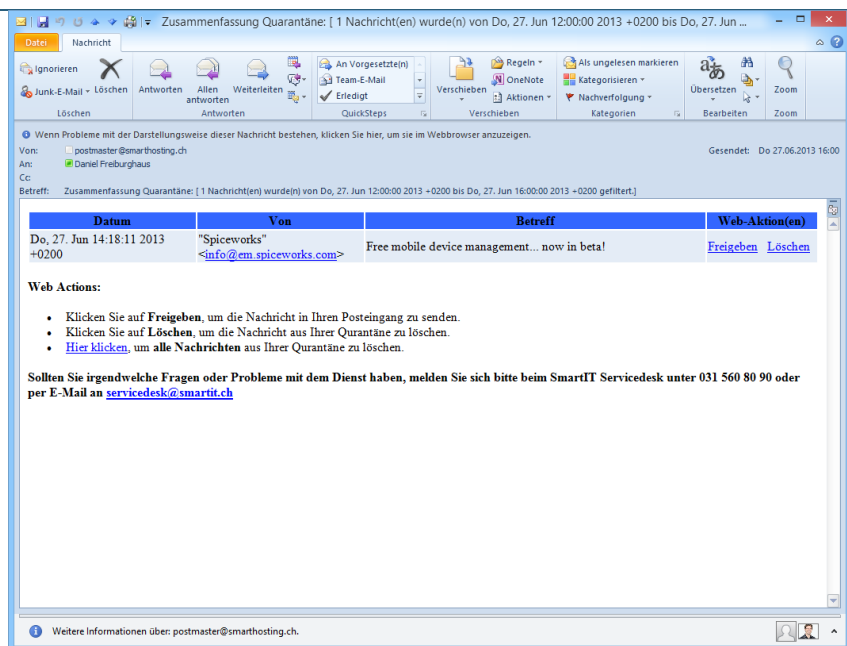 Zusammenfassung Quarantäne: [ 1 Nachricht(en) wurde(n) von Do, 27. Jun 12:00:00 2013 +0200 bis Do, 27. Jun ...
Datei Nachricht
Ignorieren
Junk-E-Mail
Löschen
Antworten
Allen antworten
Weiterleiten
An Vorgesetzte(n)
Team-E-Mail
Erledigt
Verschieben
Regeln
OneNote
Aktionen
Als ungelesen markieren
Kategorisieren
Nachverfolgung
Übersetzen
Zoom
Löschen Antworten QuickSteps Verschieben Kategorien Bearbeiten Zoom
Wenn Probleme mit der Darstellungsweise dieser Nachricht bestehen, klicken Sie hier, um sie im Webbrowser anzuzeigen.
Von: postmaster@smarthosting.ch Gesendet: Do 27.06.2013 16:00
An: Daniel Freiburghaus
Cc:
Betreff: Zusammenfassung Quarantäne: [ 1 Nachricht(en) wurde(n) von Do, 27. Jun 12:00:00 2013 +0200 bis Do, 27. Jun 16:00:00 2013 +0200 gefiltert.]
Datum Von Betreff Web-Aktion(en)
Do, 27. Jun 14:18:11 2013 +0200
"Spiceworks" <info@em.spiceworks.com>
Free mobile device management... now in beta!
Freigeben Löschen
Web Actions:
• Klicken Sie auf Freigeben, um die Nachricht in Ihren Posteingang zu senden.
• Klicken Sie auf Löschen, um die Nachricht aus Ihrer Qurantäne zu löschen.
• Hier klicken, um alle Nachrichten aus Ihrer Qurantäne zu löschen.
Sollten Sie irgendwelche Fragen oder Probleme mit dem Dienst haben, melden Sie sich bitte beim SmartIT Servicedesk unter 031 560 80 90 oder
per E-Mail an servicedesk@smartit.ch
Weitere Informationen über: postmaster@smarthosting.ch.